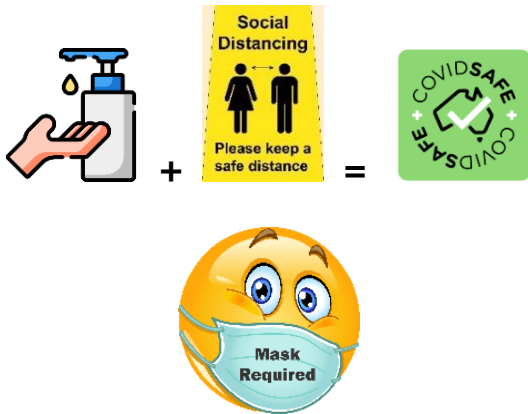 Social
Distancing
Please keep a
safe distance
+
=
COVIDSAFE
COVIDSAFE
Mask
Required